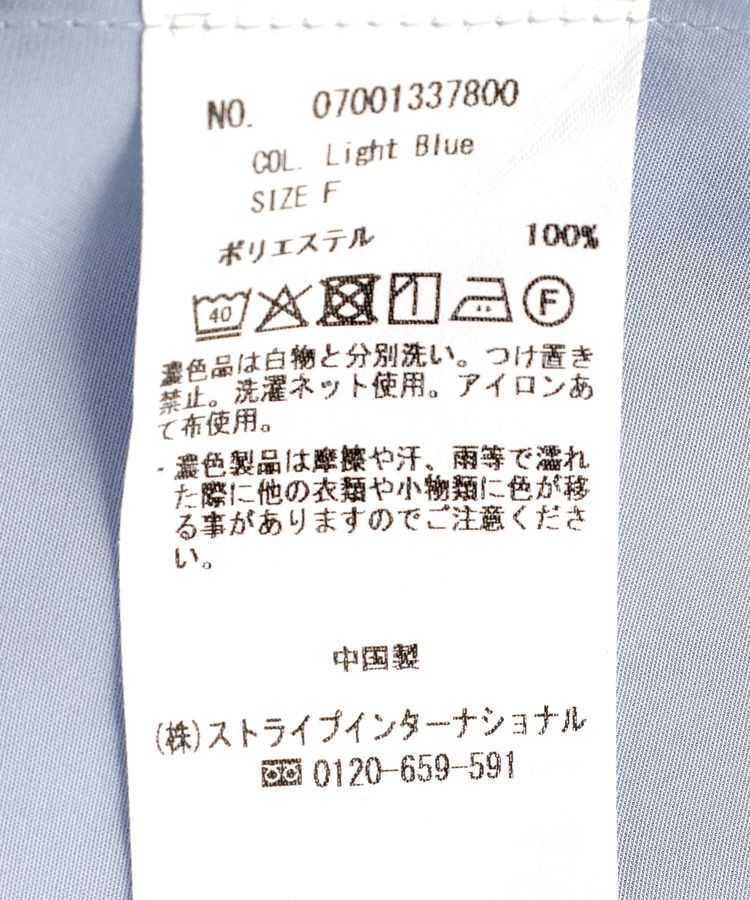 NO. 07001337800
COL. Light Blue
SIZE F
ポリエステル 100%
40 F
濃色品は白物と分別洗い。つけ置き
禁止。洗濯ネット使用。アイロンあ
て布使用。
・濃色製品は摩擦や汗、雨等で濡れ
た際に他の衣類や小物類に色が移
る事がありますのでご注意くださ
い。
中国製
(株)ストライプインターナショナル
0120-659-591